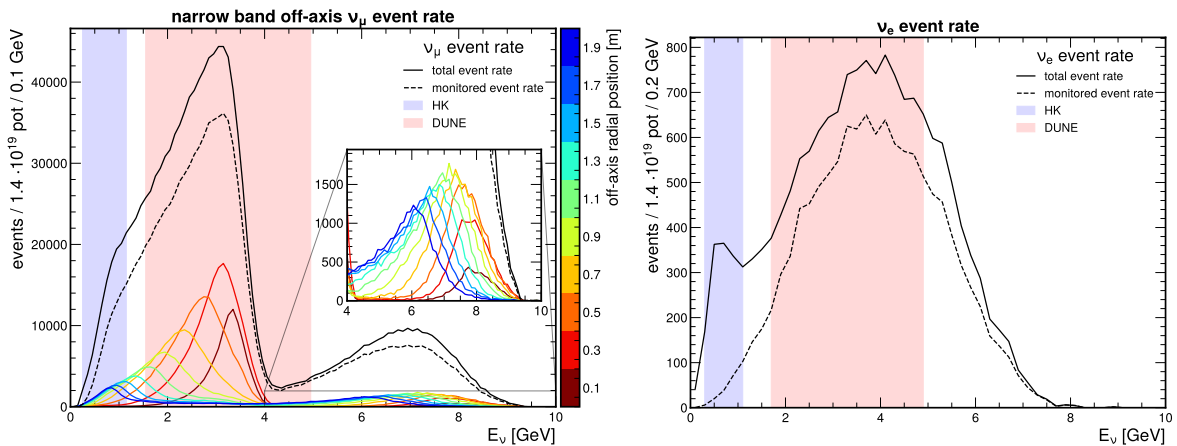 narrow band off-axis νμ event rate
events / 1.4 ·10¹⁹ pot / 0.1 GeV
40000
30000
20000
10000
0
0 2 4 6 8 10
Eν [GeV]
νμ event rate
total event rate
monitored event rate
HK
DUNE
1500
1000
500
0
4 6 8 10
off-axis radial position [m]
1.9
1.7
1.5
1.3
1.1
0.9
0.7
0.5
0.3
0.1
νe event rate
events / 1.4 ·10¹⁹ pot / 0.2 GeV
800
700
600
500
400
300
200
100
0
0 2 4 6 8 10
Eν [GeV]
νe event rate
total event rate
monitored event rate
HK
DUNE